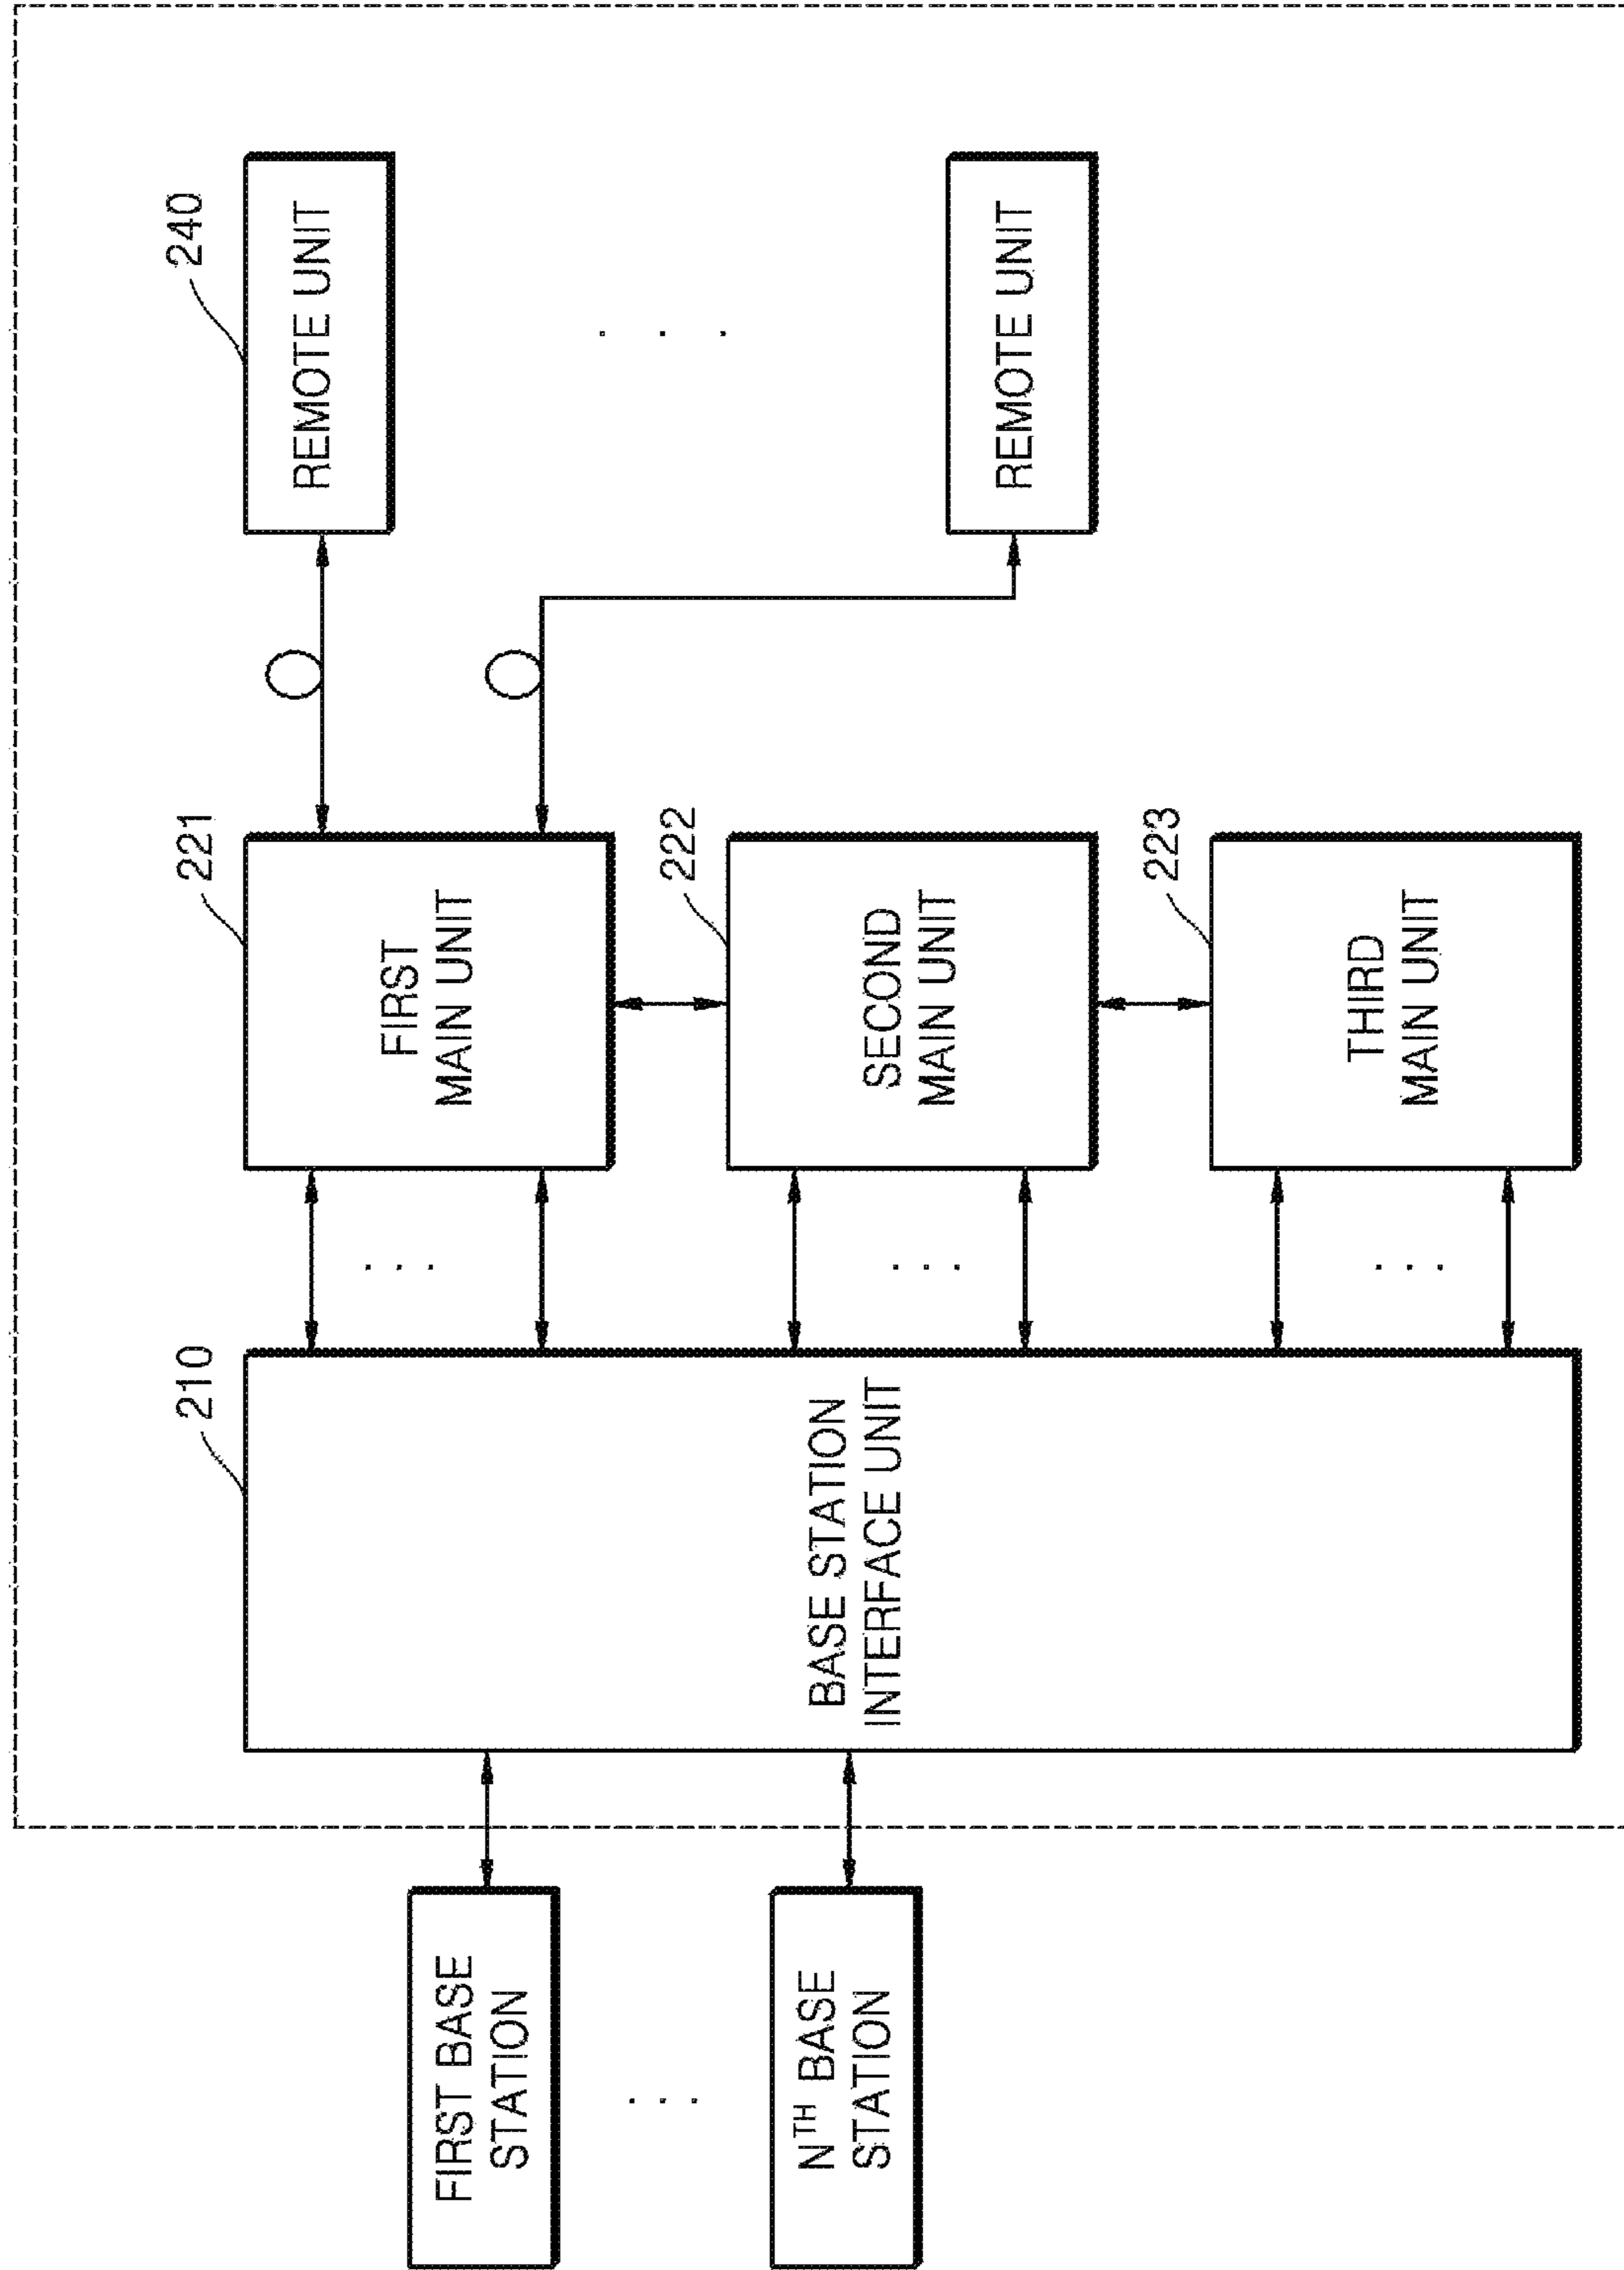 FIRST BASE
STATION
. . .
Nᵀᴴ BASE
STATION
210
BASE STATION
INTERFACE UNIT
. . .
. . .
. . .
221
FIRST
MAIN UNIT
222
SECOND
MAIN UNIT
223
THIRD
MAIN UNIT
240
REMOTE UNIT
. . .
REMOTE UNIT